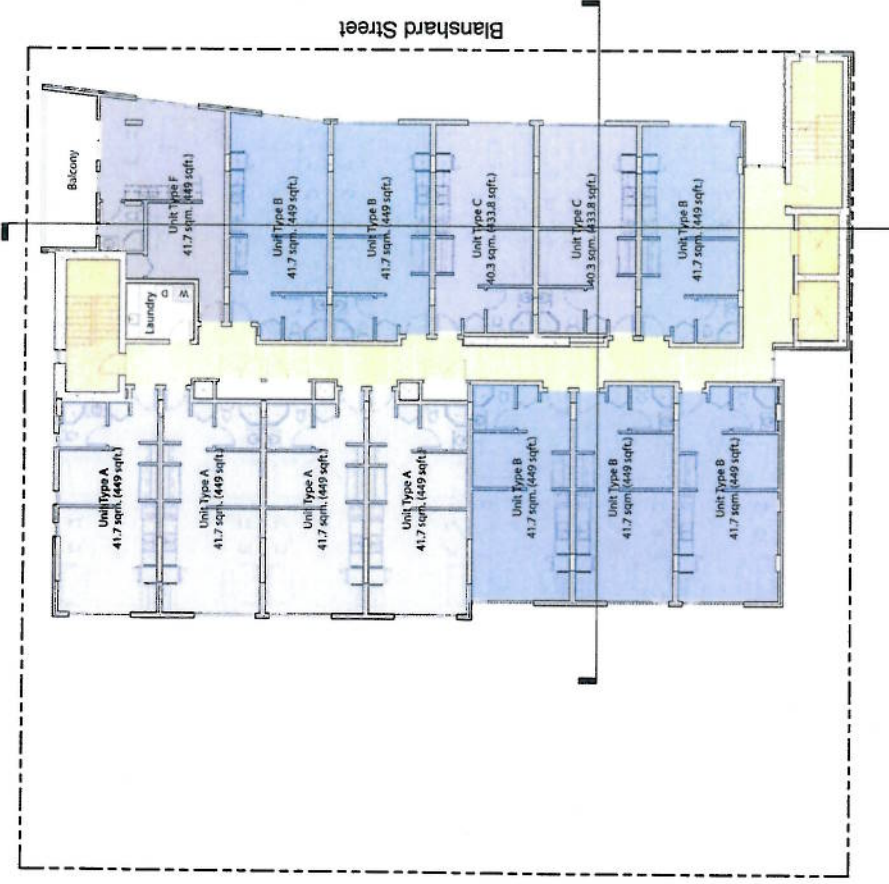 Blanshard Street
Balcony
Unit Type F
41.7 sqm. (449 sqft.)
Unit Type B
41.7 sqm. (449 sqft.)
Unit Type B
41.7 sqm. (449 sqft.)
Unit Type C
40.3 sqm. (433.8 sqft.)
Unit Type C
40.3 sqm. (433.8 sqft.)
Unit Type B
41.7 sqm. (449 sqft.)
Laundry
D
W
Unit Type A
41.7 sqm. (449 sqft.)
Unit Type A
41.7 sqm. (449 sqft.)
Unit Type A
41.7 sqm. (449 sqft.)
Unit Type A
41.7 sqm. (449 sqft.)
Unit Type B
41.7 sqm. (449 sqft.)
Unit Type B
41.7 sqm. (449 sqft.)
Unit Type B
41.7 sqm. (449 sqft.)